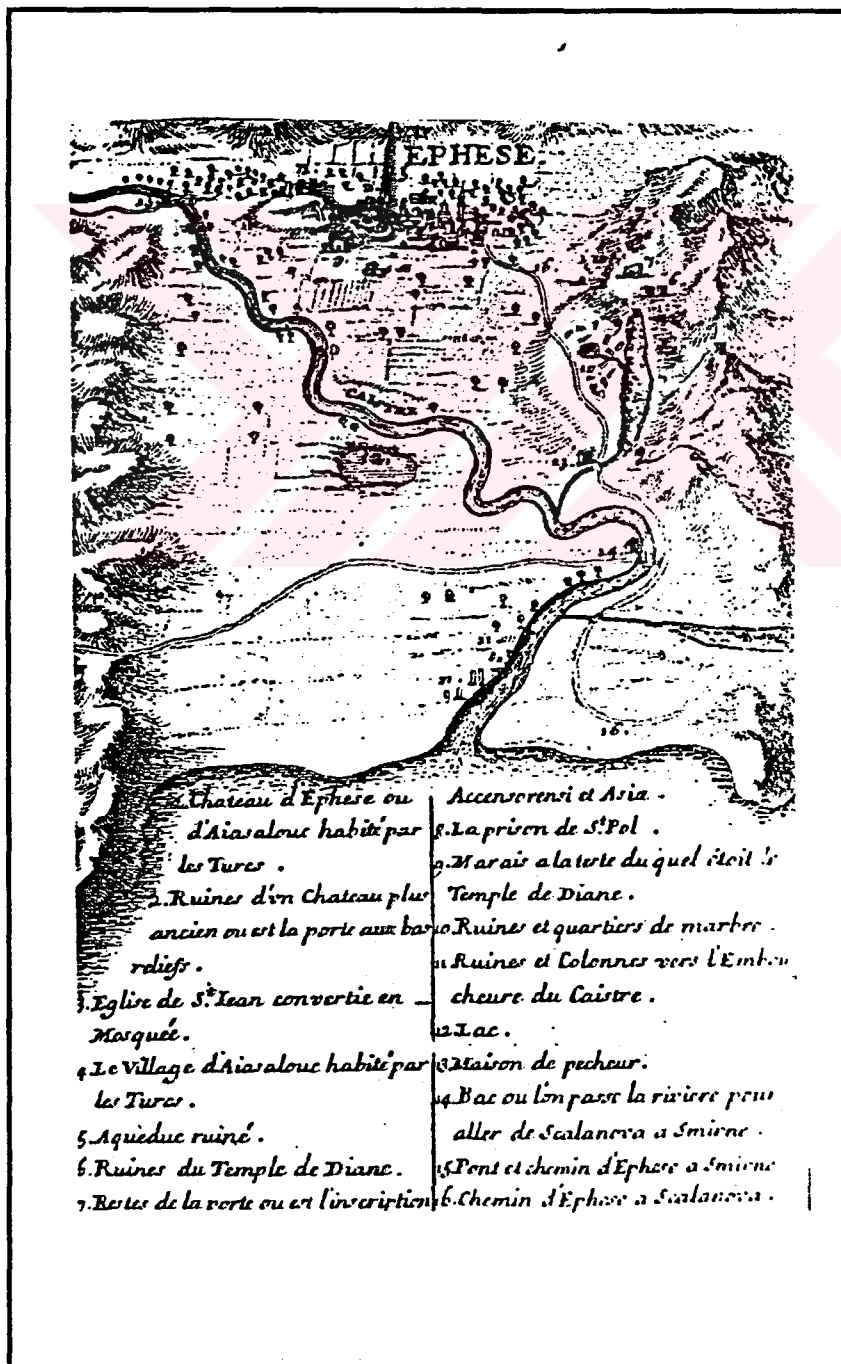 EPHESE.
CAISTRE
16.
1.Chateau d'Ephese ou
d'Aiasalouc habité par
les Turcs .
2.Ruines d'vn Chateau plus
ancien ou est la porte aux bas
reliefs .
3.Eglise de S.t Iean convertie en
Mosquée.
4.Le Village d'Aiasalouc habité par
les Turcs .
5.Aqueduc ruiné .
6.Ruines du Temple de Diane.
7.Restes de la porte ou est l'inscription
Accensorensi et Asia .
8.La prison de S.t Pol .
9.Marais a la teste du quel étoit le
Temple de Diane.
10.Ruines et quartiers de marbre .
11.Ruines et Colonnes vers l'Embou
cheure du Caistre .
12.Lac .
13.Maison de pecheur.
14.Bac ou l'on passe la riviere pour
aller de Scalanova a Smirne .
15.Pont et chemin d'Ephese a Smirne
16.Chemin d'Ephese a Scalanova .